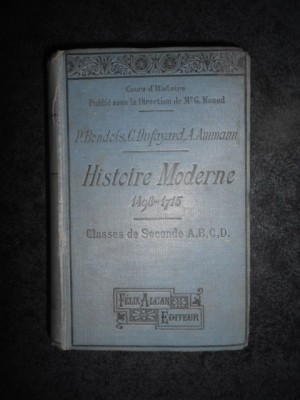 Cours d'Histoire
Publié sous la Direction de Mr G. Monod
P. Bondois, C. Dufayard, A. Aumann
Histoire Moderne
1498-1715
Classes de Seconde A,B,C,D.
FÉLIX ALCAN
EDITEUR